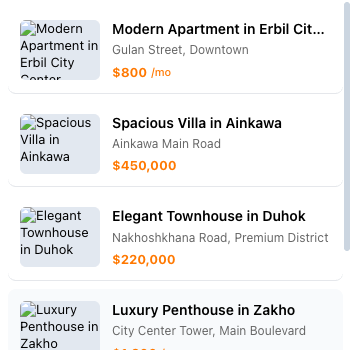 Modern Apartment in Erbil City Center
Modern Apartment in Erbil Cit...
Gulan Street, Downtown
$800 /mo
Spacious Villa in Ainkawa
Spacious Villa in Ainkawa
Ainkawa Main Road
$450,000
Elegant Townhouse in Duhok
Elegant Townhouse in Duhok
Nakhoshkhana Road, Premium District
$220,000
Luxury Penthouse in Zakho
Luxury Penthouse in Zakho
City Center Tower, Main Boulevard